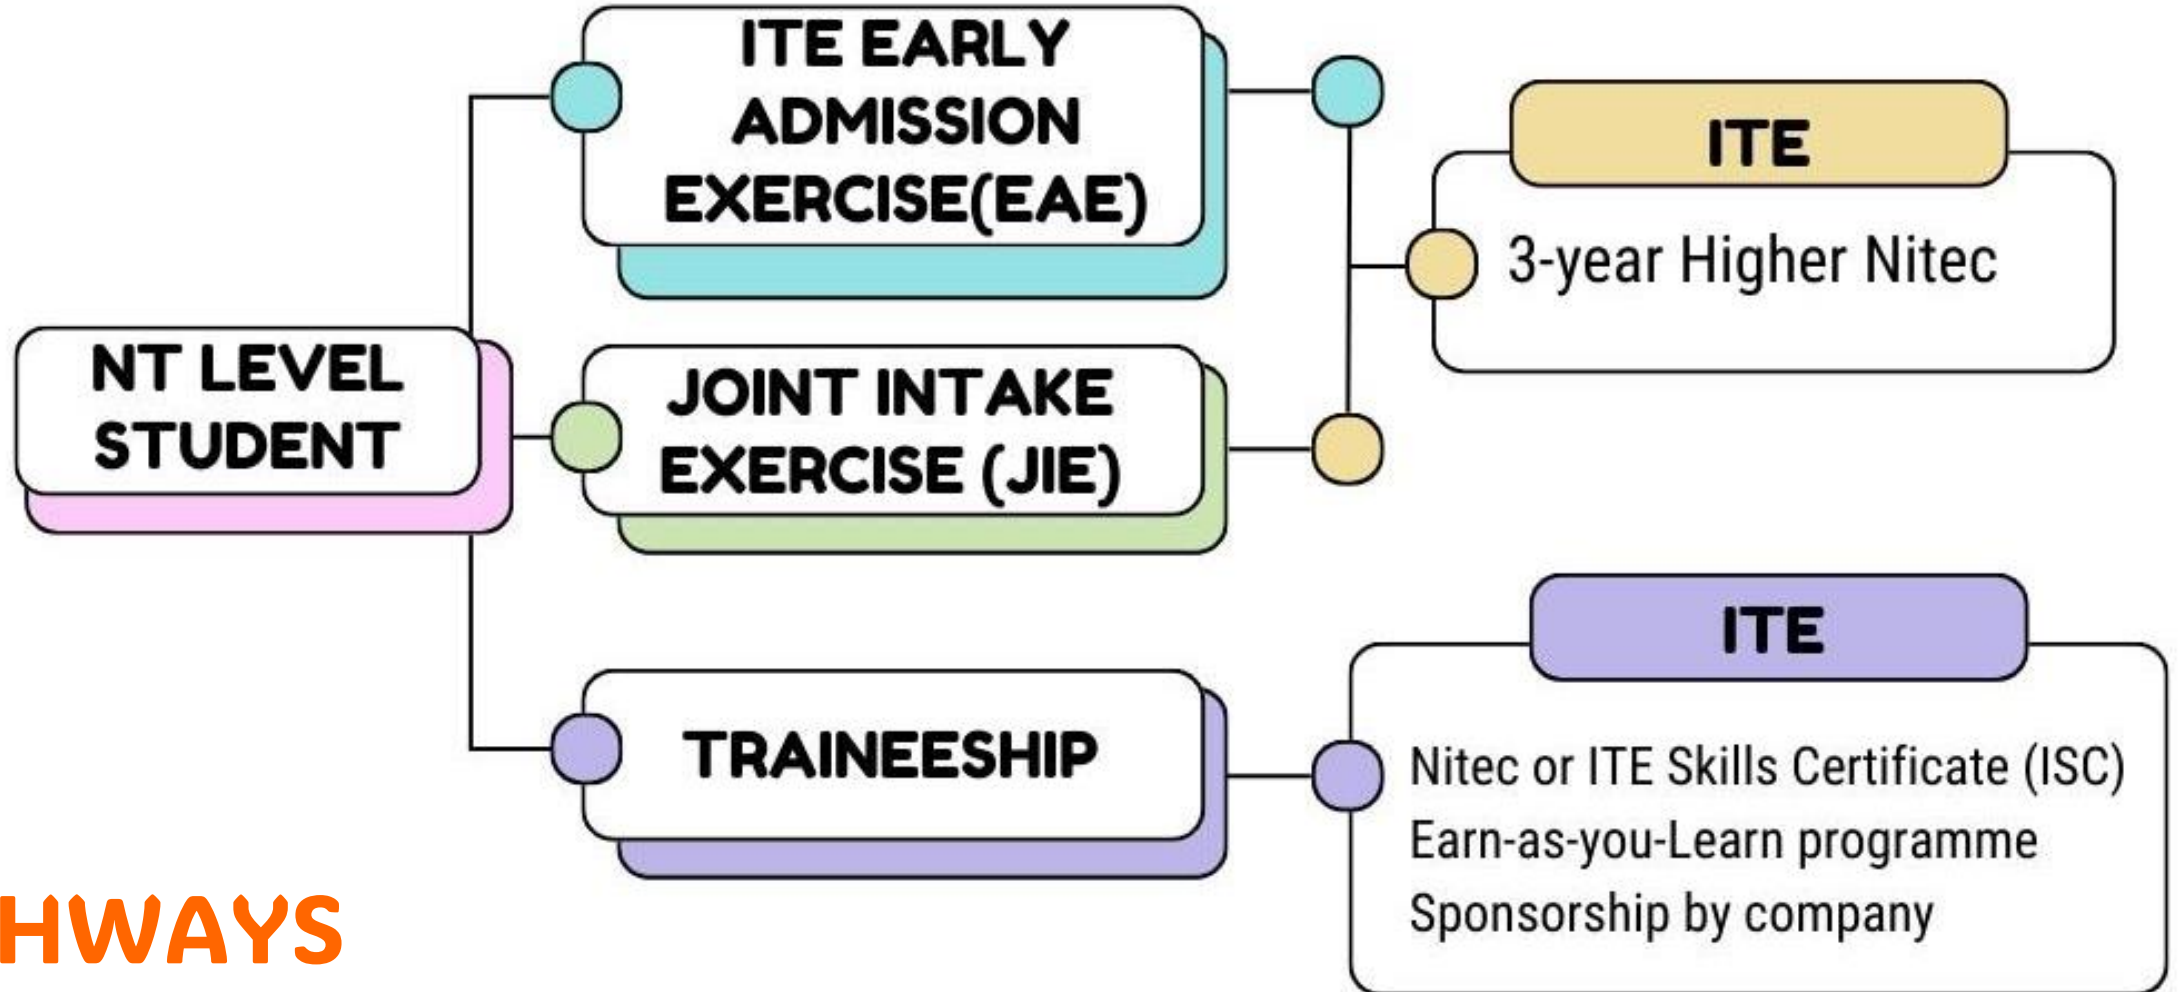 NT LEVEL
STUDENT
ITE EARLY
ADMISSION
EXERCISE(EAE)
JOINT INTAKE
EXERCISE (JIE)
TRAINEESHIP
ITE
3-year Higher Nitec
ITE
Nitec or ITE Skills Certificate (ISC)
Earn-as-you-Learn programme
Sponsorship by company
HWAYS